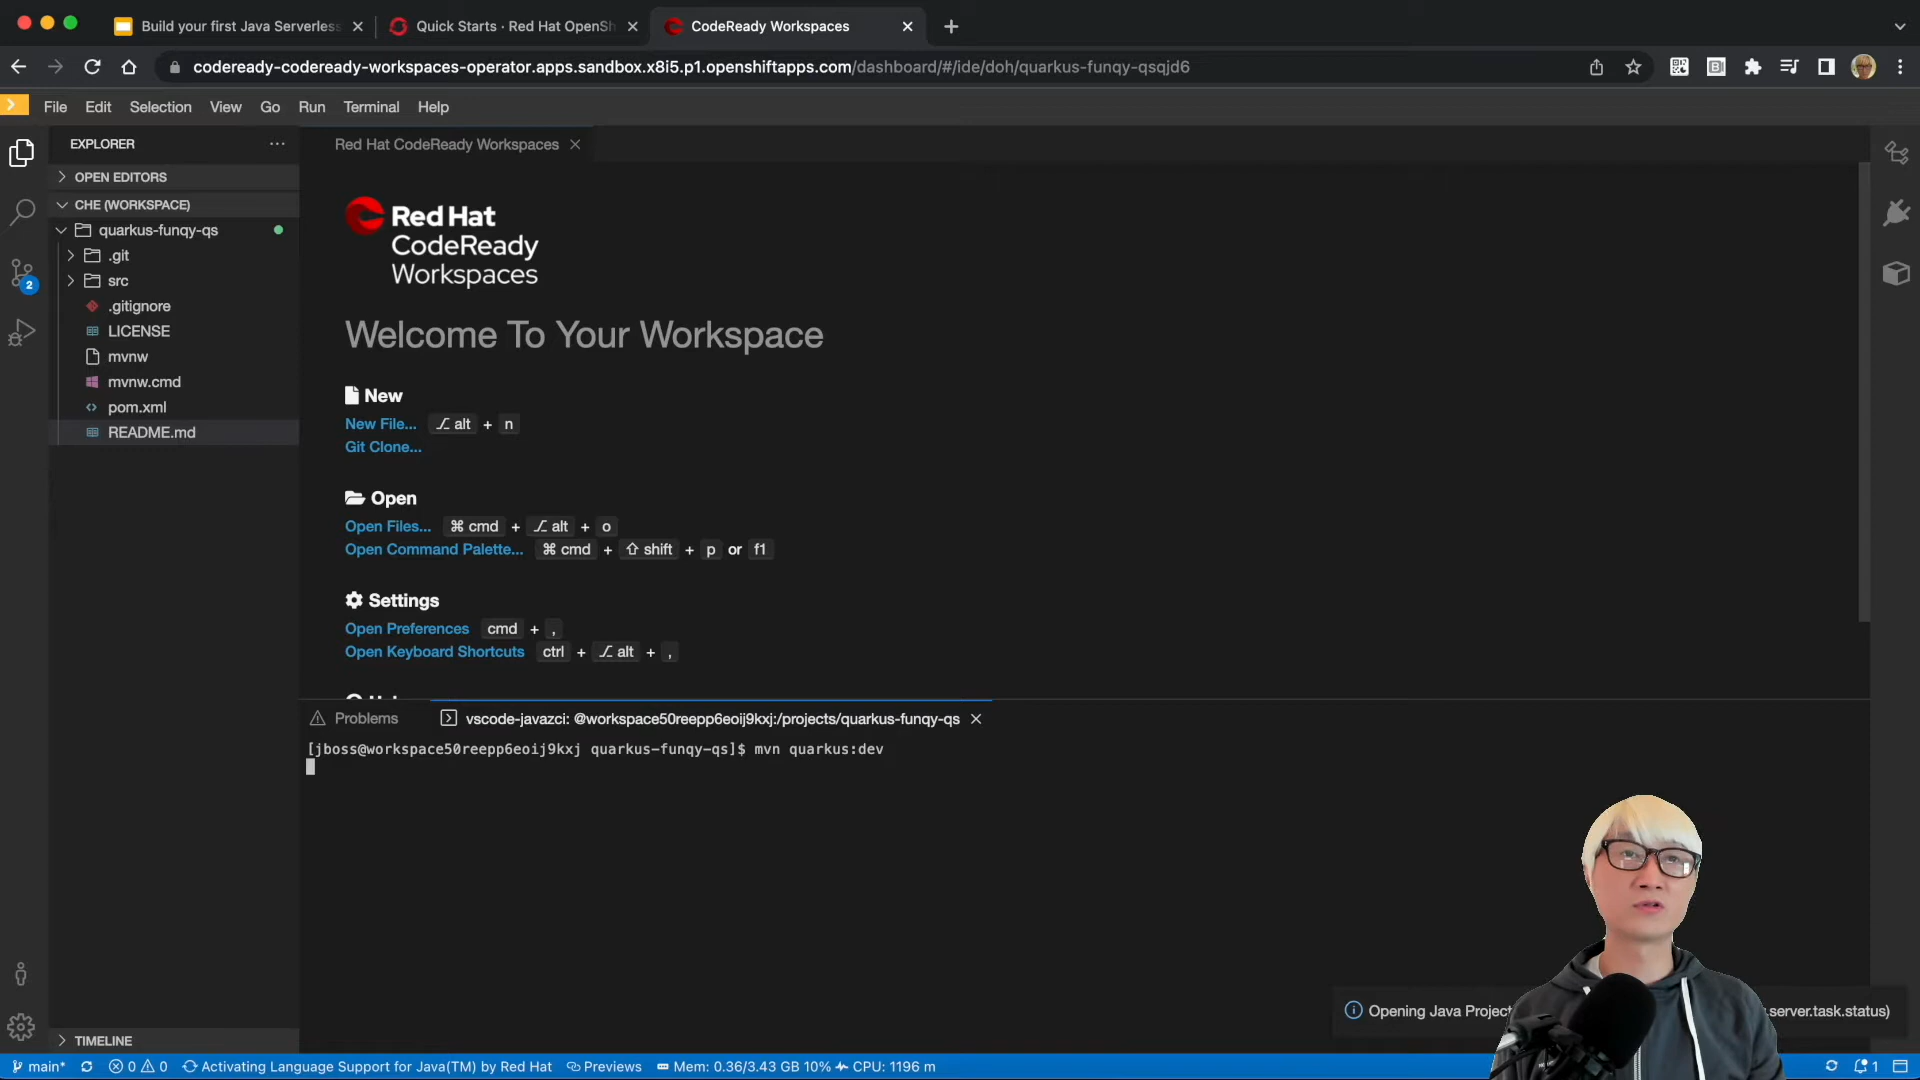 Build your first Java Serverless
Quick Starts · Red Hat OpenSh
CodeReady Workspaces
codeready-codeready-workspaces-operator.apps.sandbox.x8i5.p1.openshiftapps.com/dashboard/#/ide/doh/quarkus-funqy-qsqjd6
File Edit Selection View Go Run Terminal Help
EXPLORER
OPEN EDITORS
CHE (WORKSPACE)
quarkus-funqy-qs
.git
src
.gitignore
LICENSE
mvnw
mvnw.cmd
pom.xml
README.md
2
TIMELINE
Red Hat CodeReady Workspaces
Red Hat
CodeReady
Workspaces
Welcome To Your Workspace
New
New File... alt + n
Git Clone...
Open
Open Files... ⌘ cmd + alt + o
Open Command Palette... ⌘ cmd + ⇧ shift + p or f1
Settings
Open Preferences cmd + ,
Open Keyboard Shortcuts ctrl + alt + ,
Problems
vscode-javazci: @workspace50reepp6eoij9kxj:/projects/quarkus-funqy-qs
[jboss@workspace50reepp6eoij9kxj quarkus-funqy-qs]$ mvn quarkus:dev
Opening Java Project
.server.task.status)
main* 0 0 Activating Language Support for Java(TM) by Red Hat Previews Mem: 0.36/3.43 GB 10% CPU: 1196 m 1